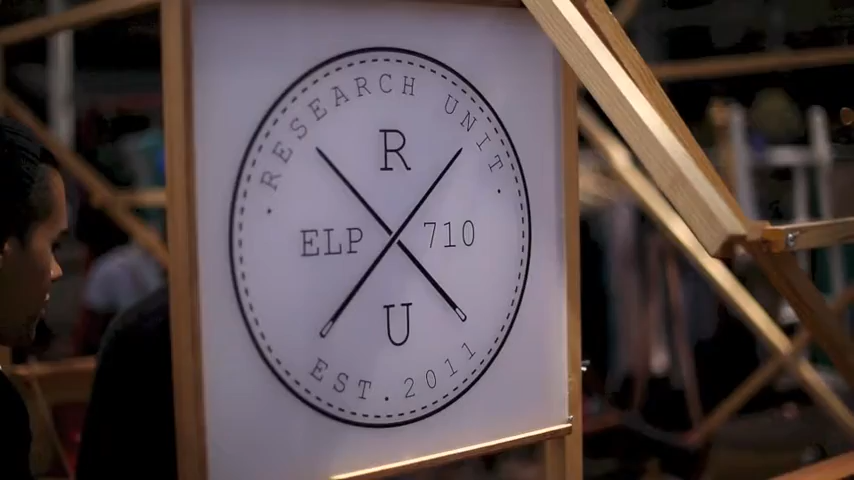 RESEARCH UNIT.
R
ELP 710
U
EST. 2011